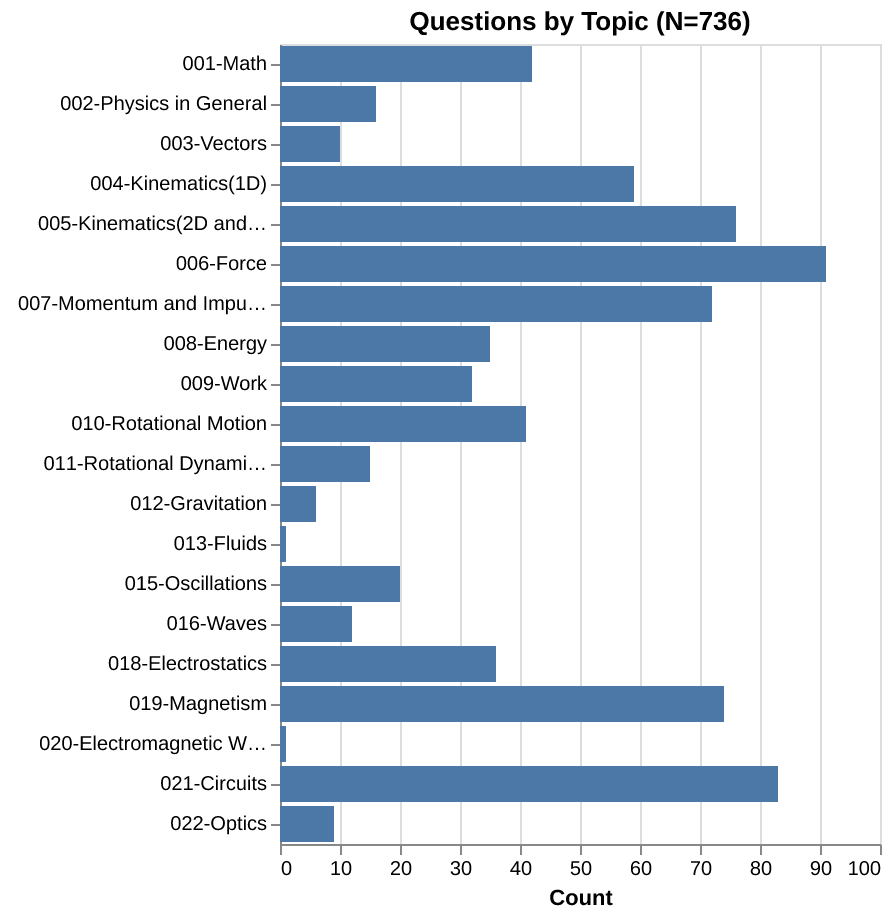 Questions by Topic (N=736)
001-Math
002-Physics in General
003-Vectors
004-Kinematics(1D)
005-Kinematics(2D and…
006-Force
007-Momentum and Impu…
008-Energy
009-Work
010-Rotational Motion
011-Rotational Dynami…
012-Gravitation
013-Fluids
015-Oscillations
016-Waves
018-Electrostatics
019-Magnetism
020-Electromagnetic W…
021-Circuits
022-Optics
0 10 20 30 40 50 60 70 80 90 100
Count